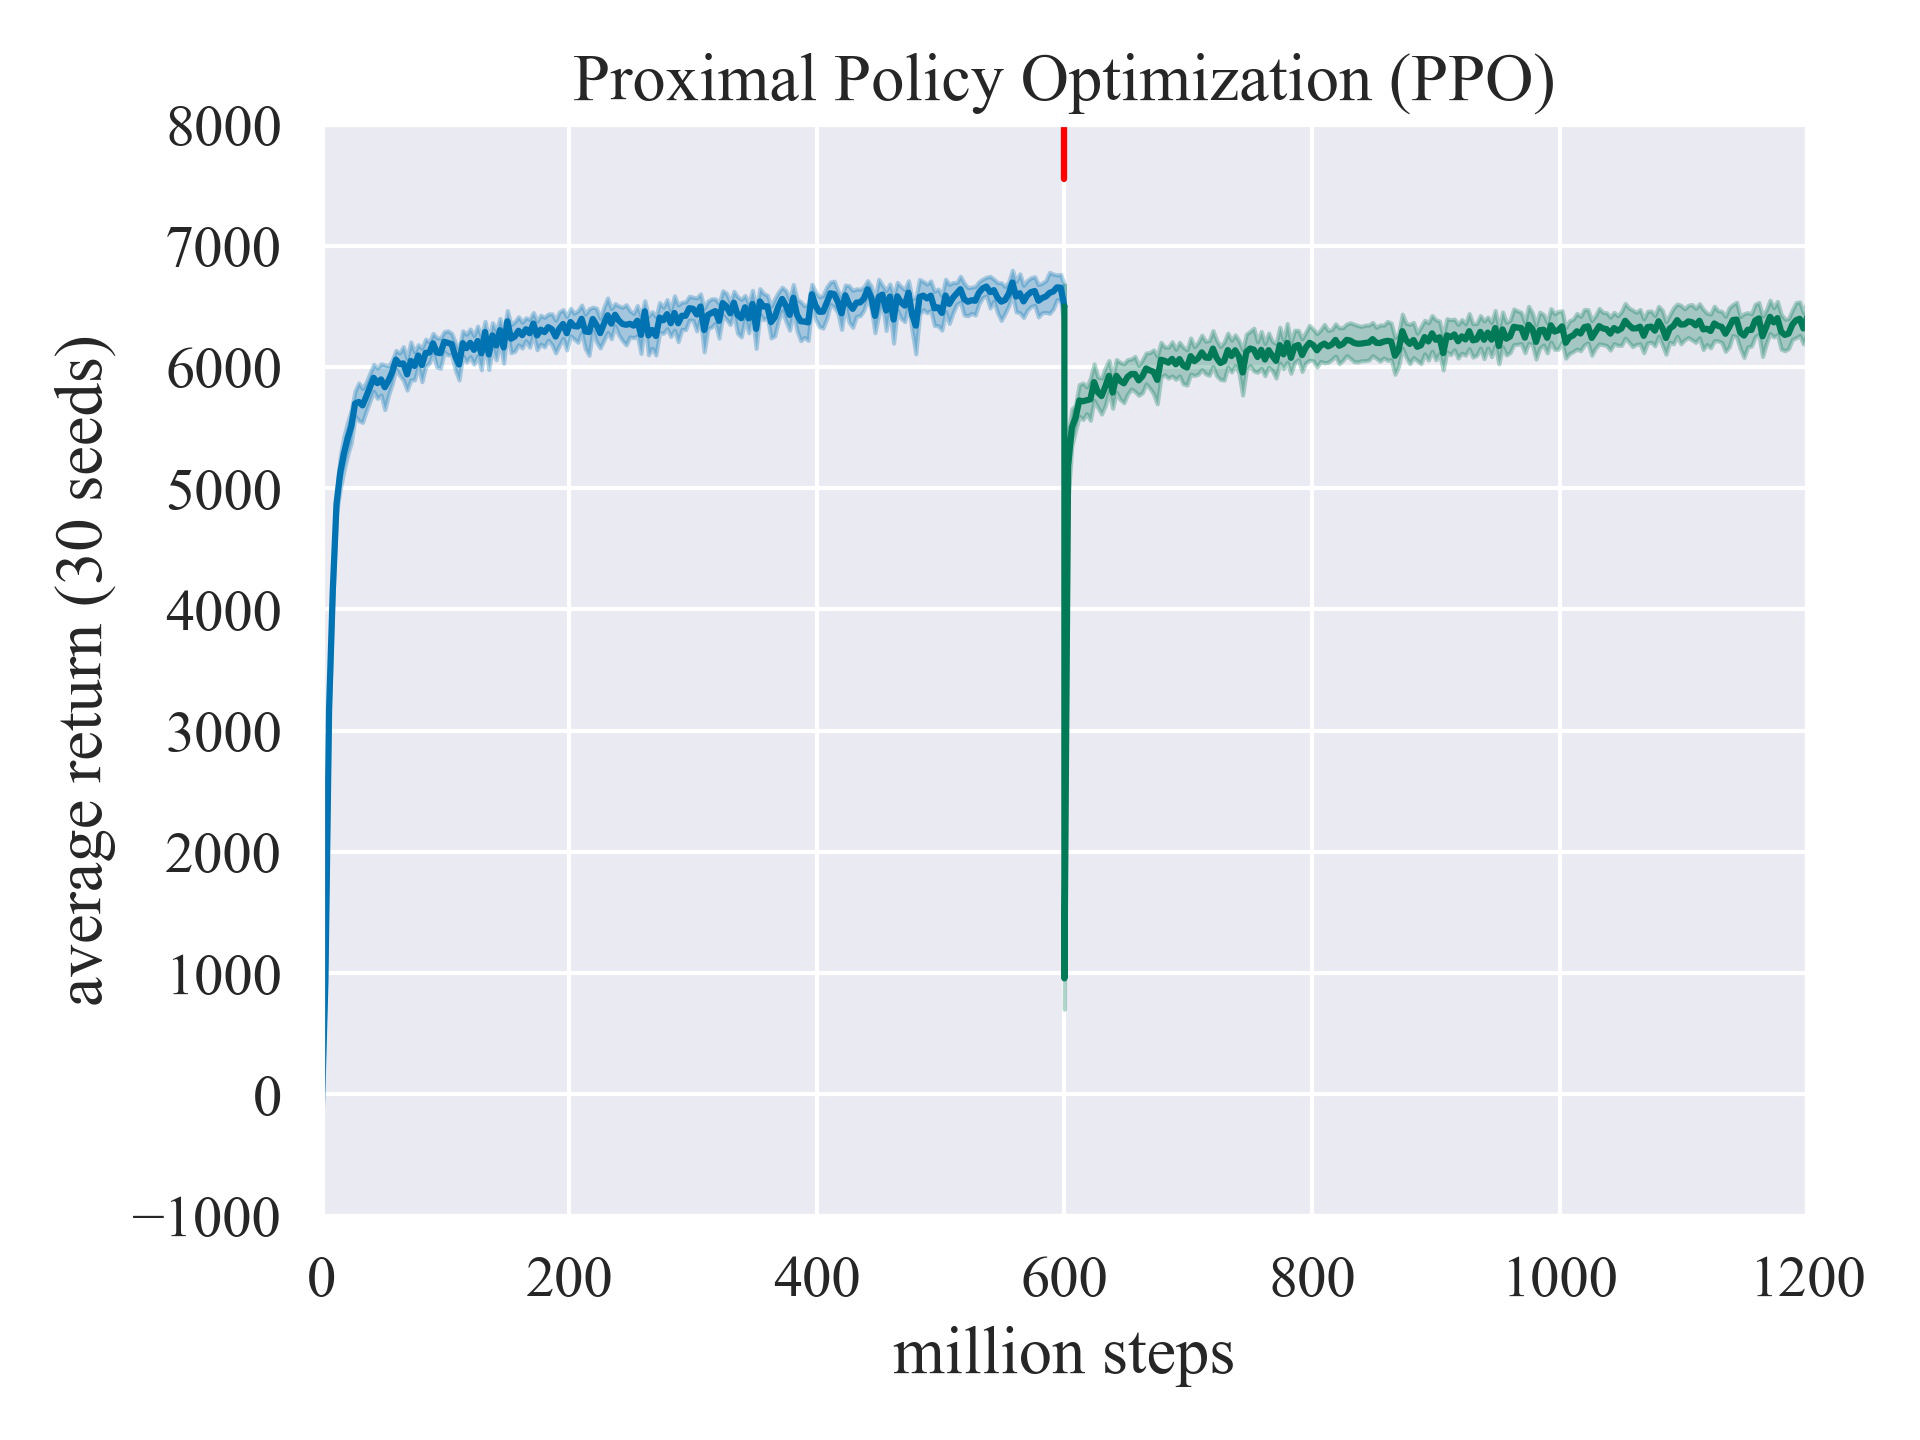 Proximal Policy Optimization (PPO)
8000
7000
6000
5000
4000
3000
2000
1000
0
−1000
average return (30 seeds)
0 200 400 600 800 1000 1200
million steps